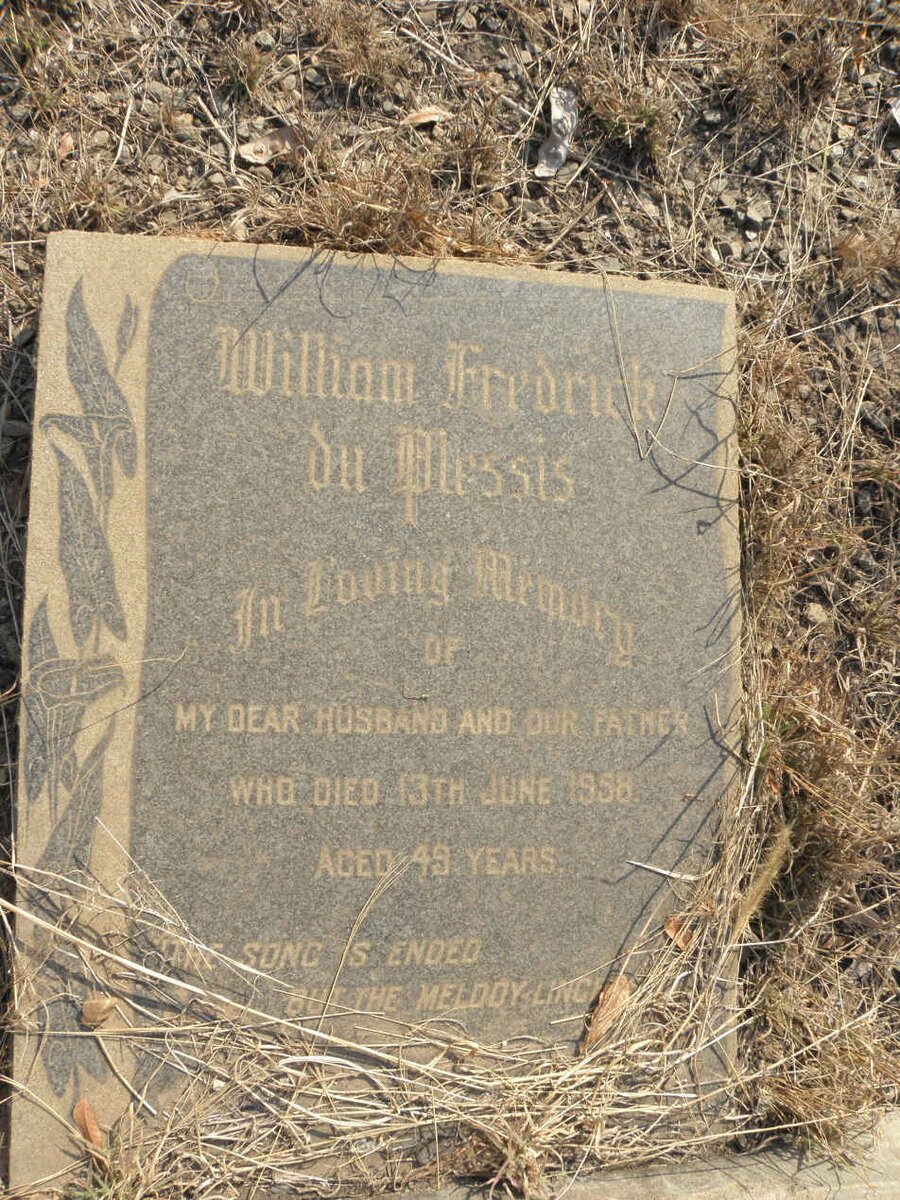 William Fredrick
du Plessis
In Loving Memory
OF
MY DEAR HUSBAND AND OUR FATHER
WHO DIED 13TH JUNE 1958.
AGED 49 YEARS.
THE SONG IS ENDED
BUT THE MELODY